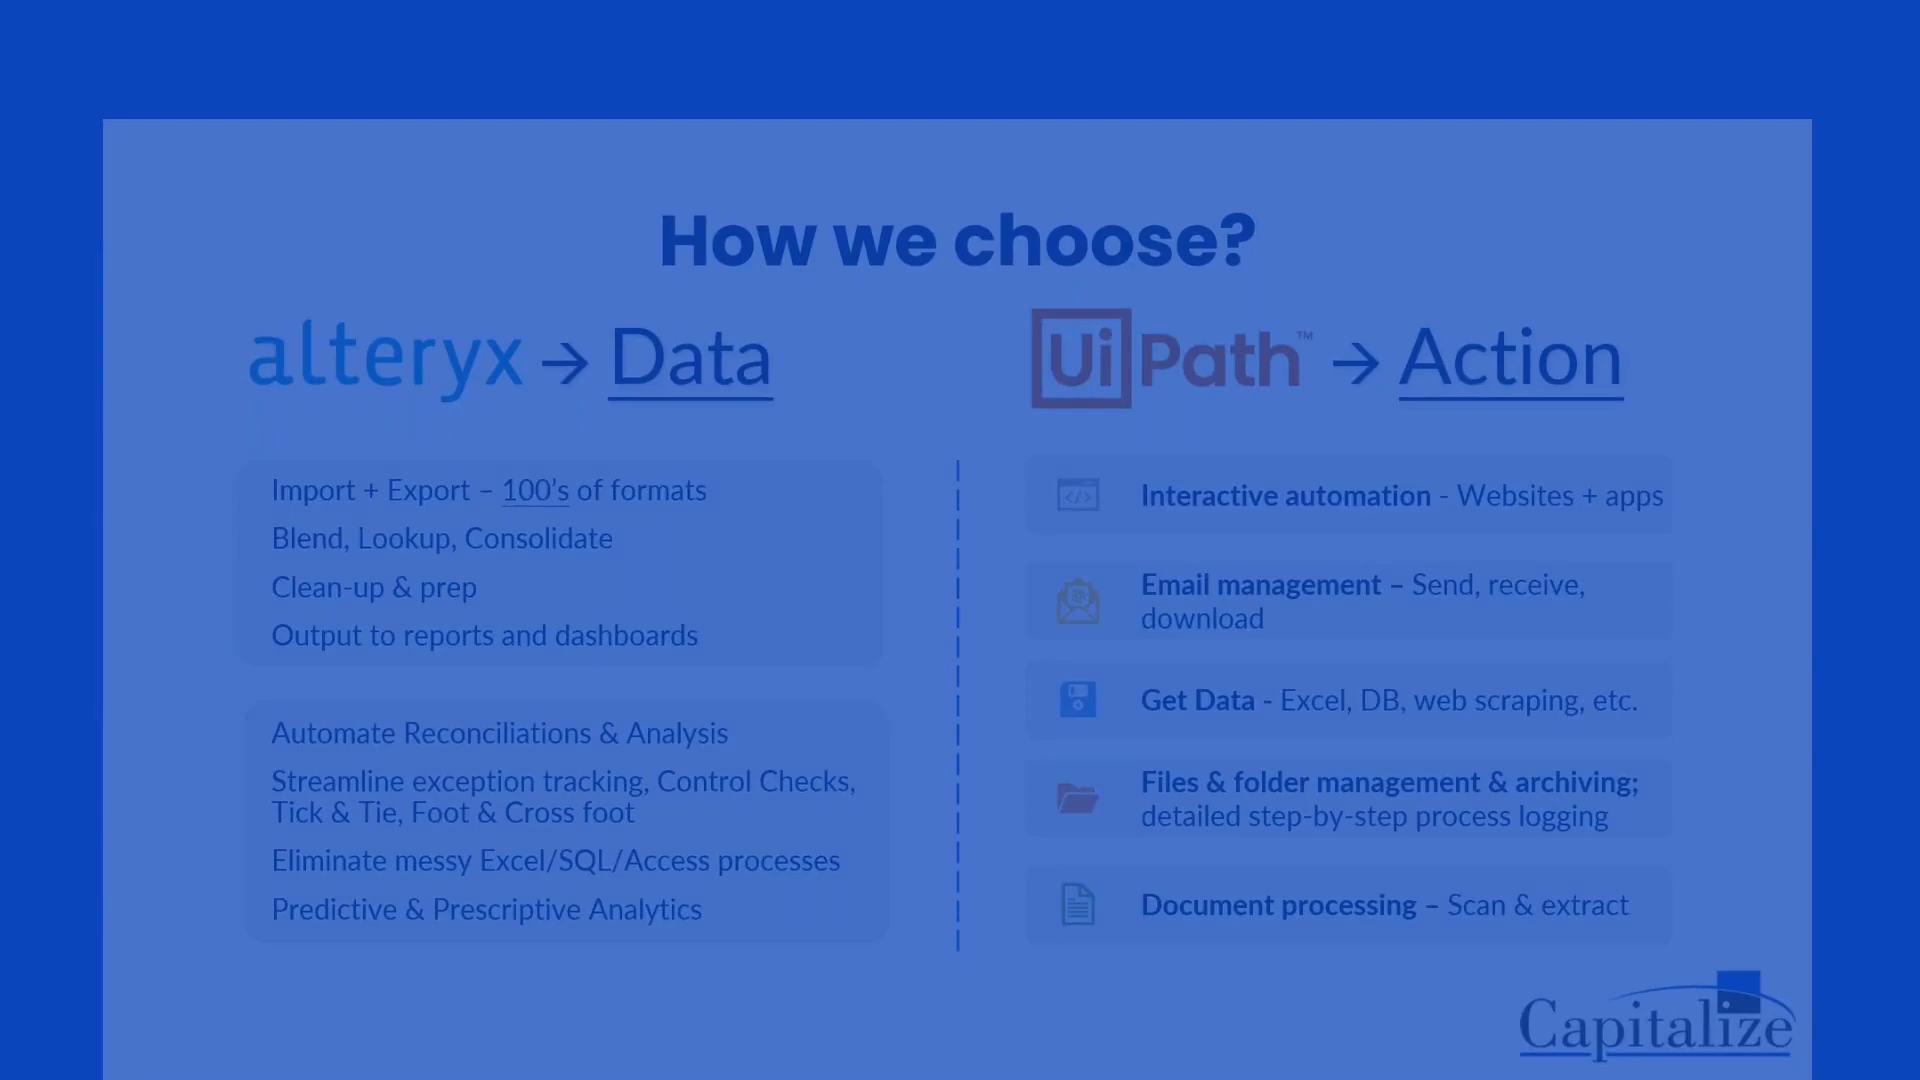 How we choose?
alteryx → Data
Import + Export – 100's of formats
Blend, Lookup, Consolidate
Clean-up & prep
Output to reports and dashboards
Automate Reconciliations & Analysis
Streamline exception tracking, Control Checks,
Tick & Tie, Foot & Cross foot
Eliminate messy Excel/SQL/Access processes
Predictive & Prescriptive Analytics
UiPath™ → Action
Interactive automation - Websites + apps
Email management – Send, receive,
download
Get Data - Excel, DB, web scraping, etc.
Files & folder management & archiving;
detailed step-by-step process logging
Document processing – Scan & extract
Capitalize